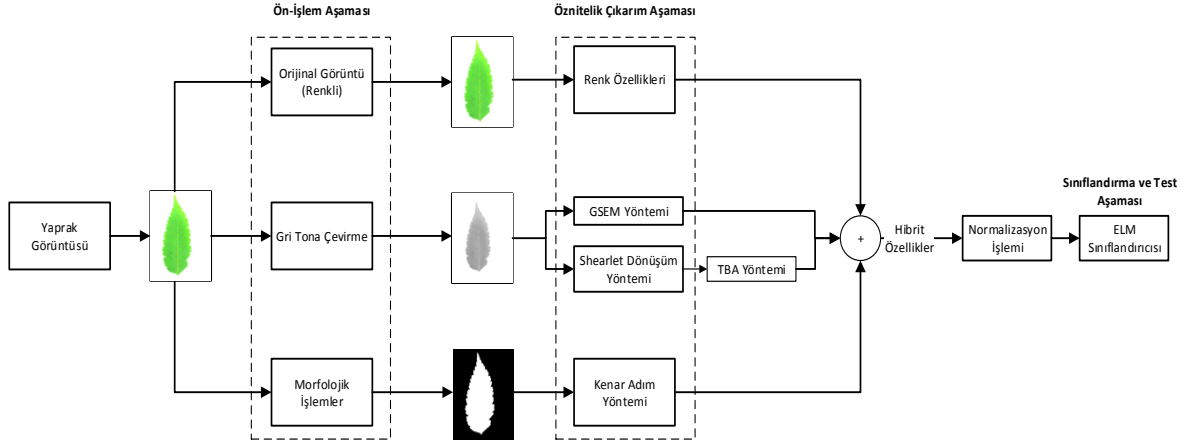 Ön-İşlem Aşaması
Öznitelik Çıkarım Aşaması
Orijinal Görüntü
(Renkli)
Renk Özellikleri
Yaprak
Görüntüsü
Gri Tona Çevirme
GSEM Yöntemi
Shearlet Dönüşüm
Yöntemi
TBA Yöntemi
+
Hibrit
Özellikler
Normalizasyon
İşlemi
Sınıflandırma ve Test
Aşaması
ELM
Sınıflandırıcısı
Morfolojik
İşlemler
Kenar Adım
Yöntemi